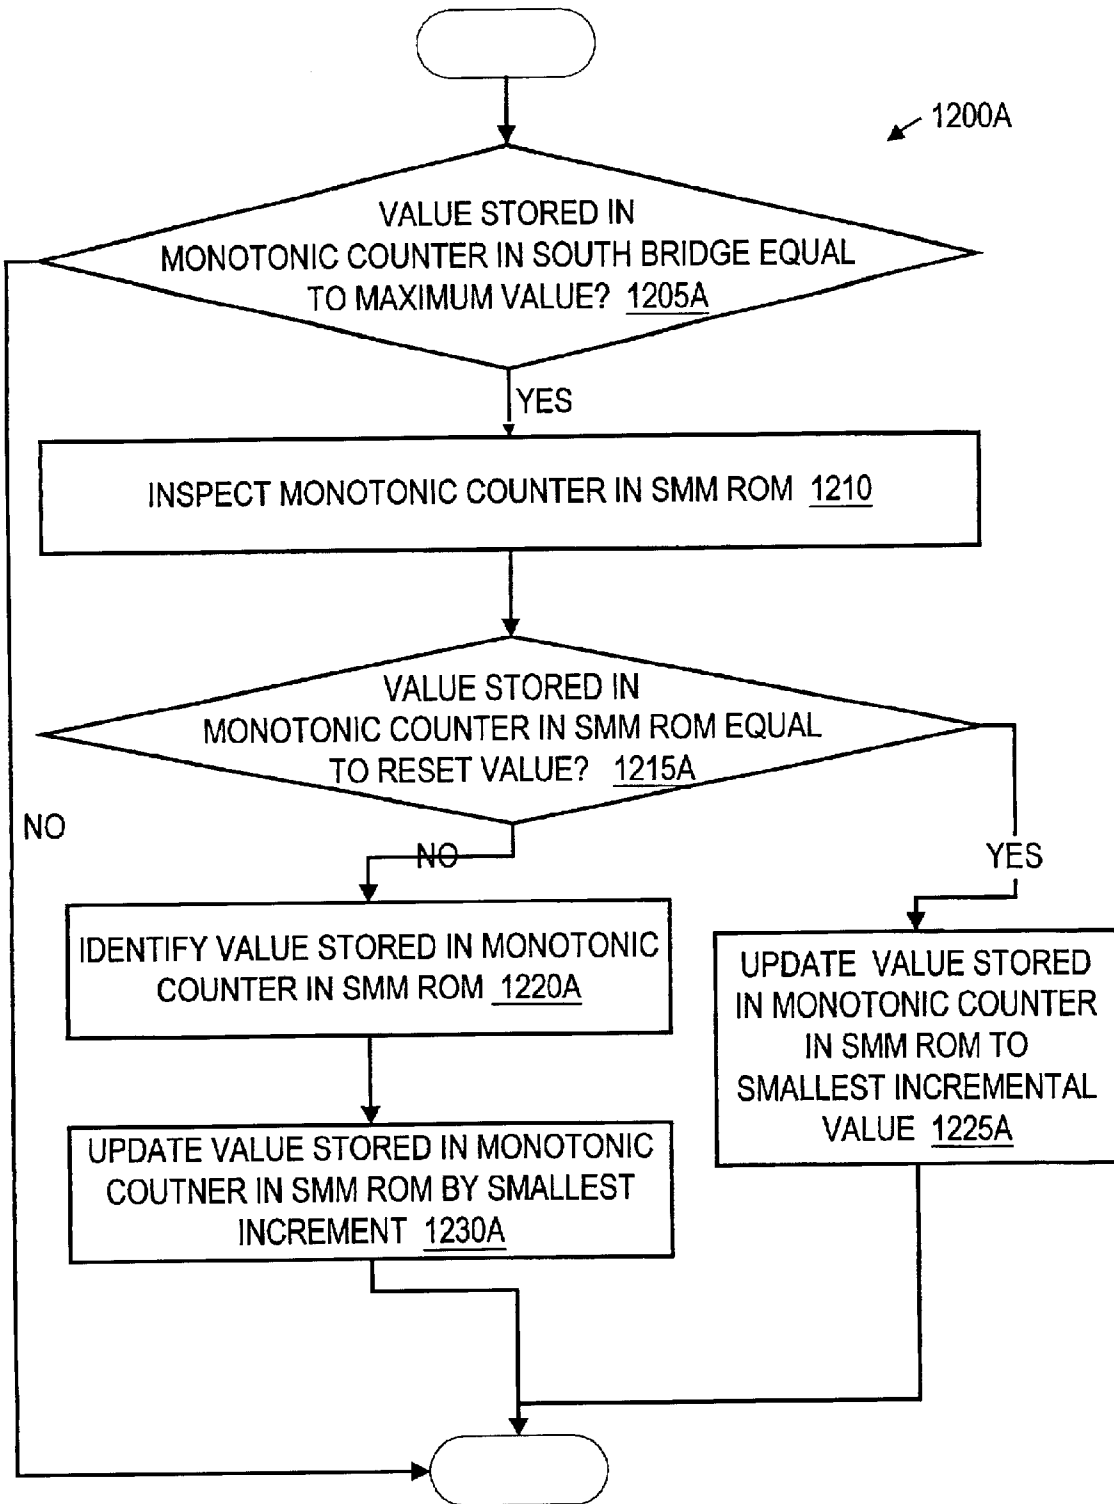 1200A
VALUE STORED IN
MONOTONIC COUNTER IN SOUTH BRIDGE EQUAL
TO MAXIMUM VALUE? 1205A
YES
INSPECT MONOTONIC COUNTER IN SMM ROM 1210
VALUE STORED IN
MONOTONIC COUNTER IN SMM ROM EQUAL
TO RESET VALUE? 1215A
NO
NO
YES
IDENTIFY VALUE STORED IN MONOTONIC
COUNTER IN SMM ROM 1220A
UPDATE VALUE STORED
IN MONOTONIC COUNTER
IN SMM ROM TO
SMALLEST INCREMENTAL
VALUE 1225A
UPDATE VALUE STORED IN MONOTONIC
COUTNER IN SMM ROM BY SMALLEST
INCREMENT 1230A